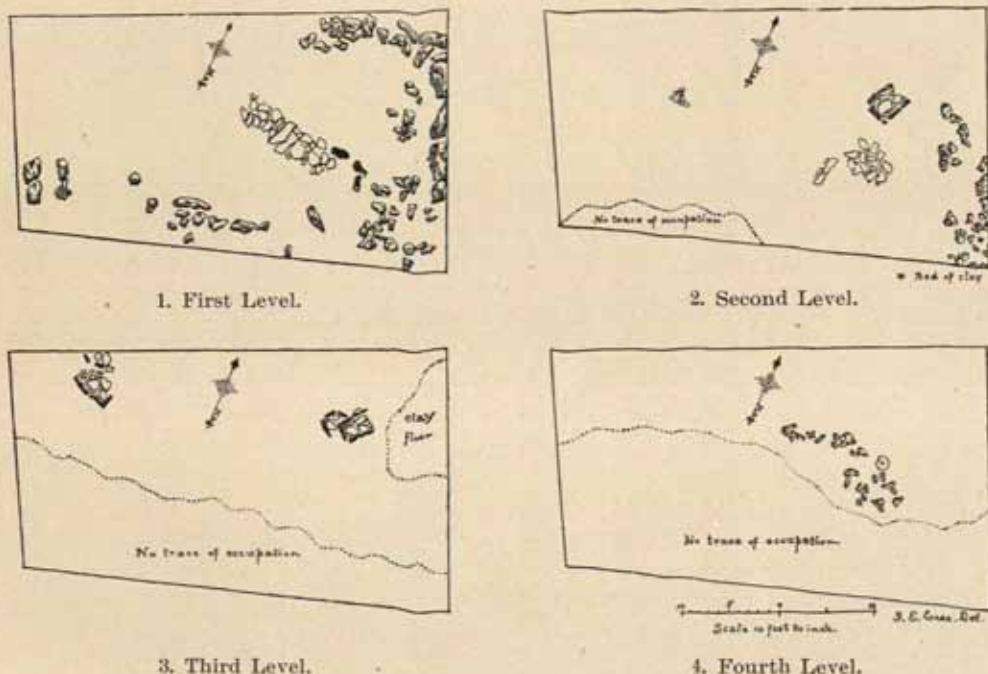 No trace of occupation
* Bed of clay
1. First Level.
2. Second Level.
clay
floor
No trace of occupation
No trace of occupation
Scale 10 feet to inch.
3. Third Level.
4. Fourth Level.